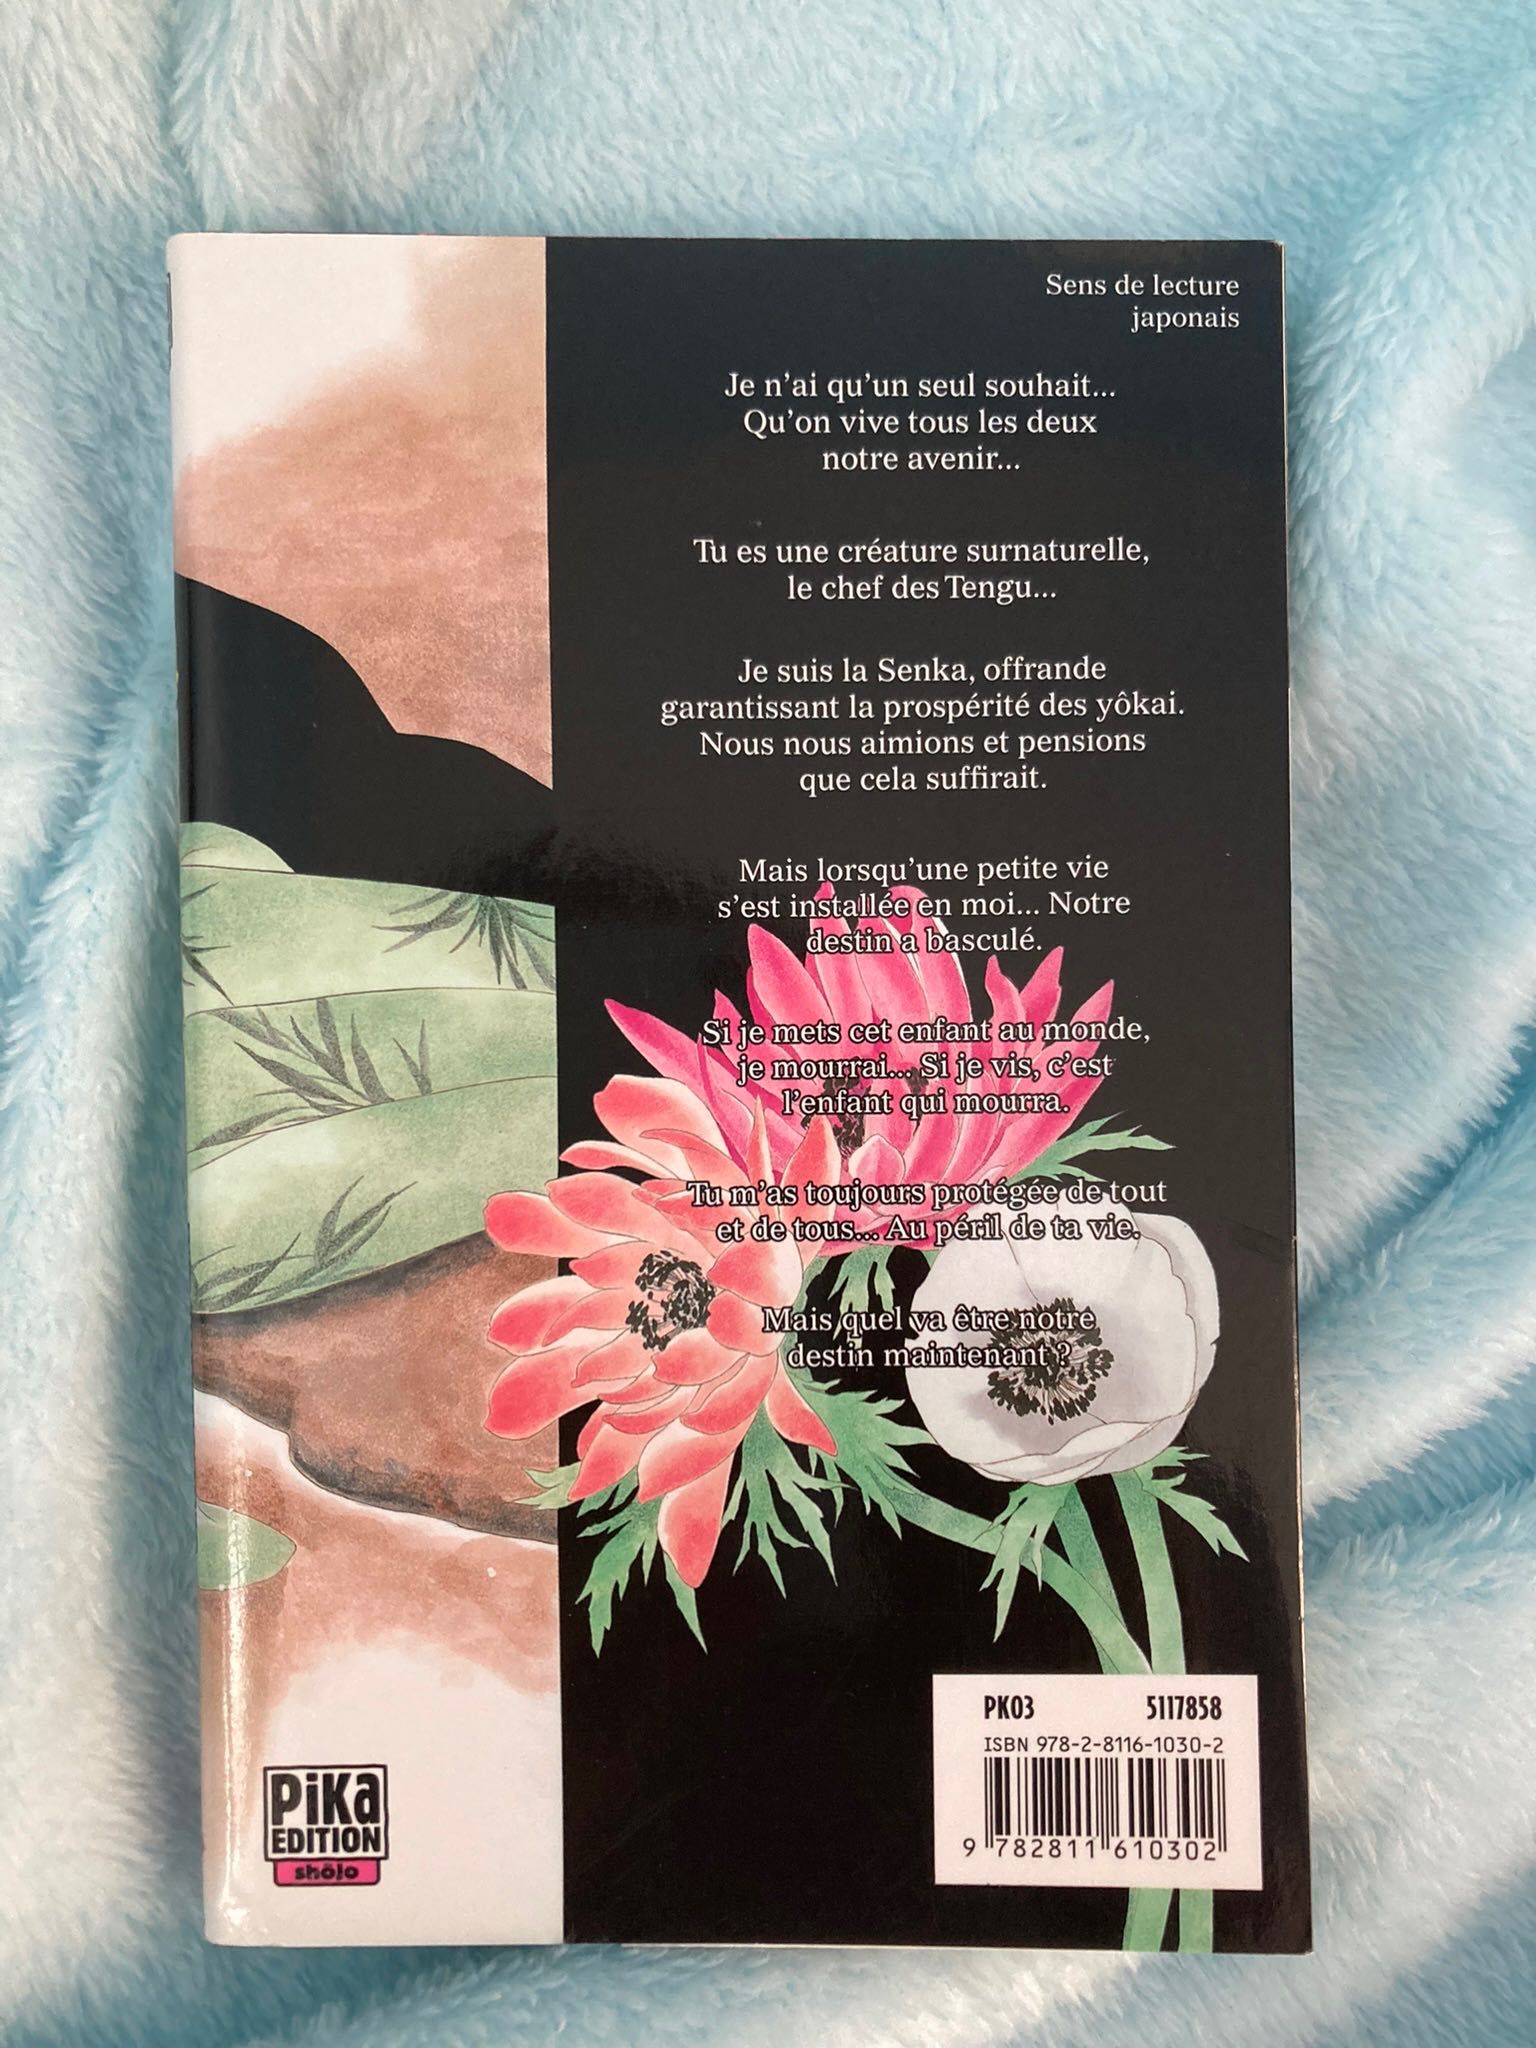 Sens de lecture
japonais
Je n'ai qu'un seul souhait...
Qu'on vive tous les deux
notre avenir...
Tu es une créature surnaturelle,
le chef des Tengu...
Je suis la Senka, offrande
garantissant la prospérité des yôkai.
Nous nous aimions et pensions
que cela suffirait.
Mais lorsqu'une petite vie
s'est installée en moi... Notre
destin a basculé.
Si je mets cet enfant au monde,
je mourrai... Si je vis, c'est
l'enfant qui mourra.
Tu m'as toujours protégée de tout
et de tous... Au péril de ta vie.
Mais quel va être notre
destin maintenant ?
PK03 5117858
ISBN 978-2-8116-1030-2
9 782811 610302
PiKa
EDITION
shôjo